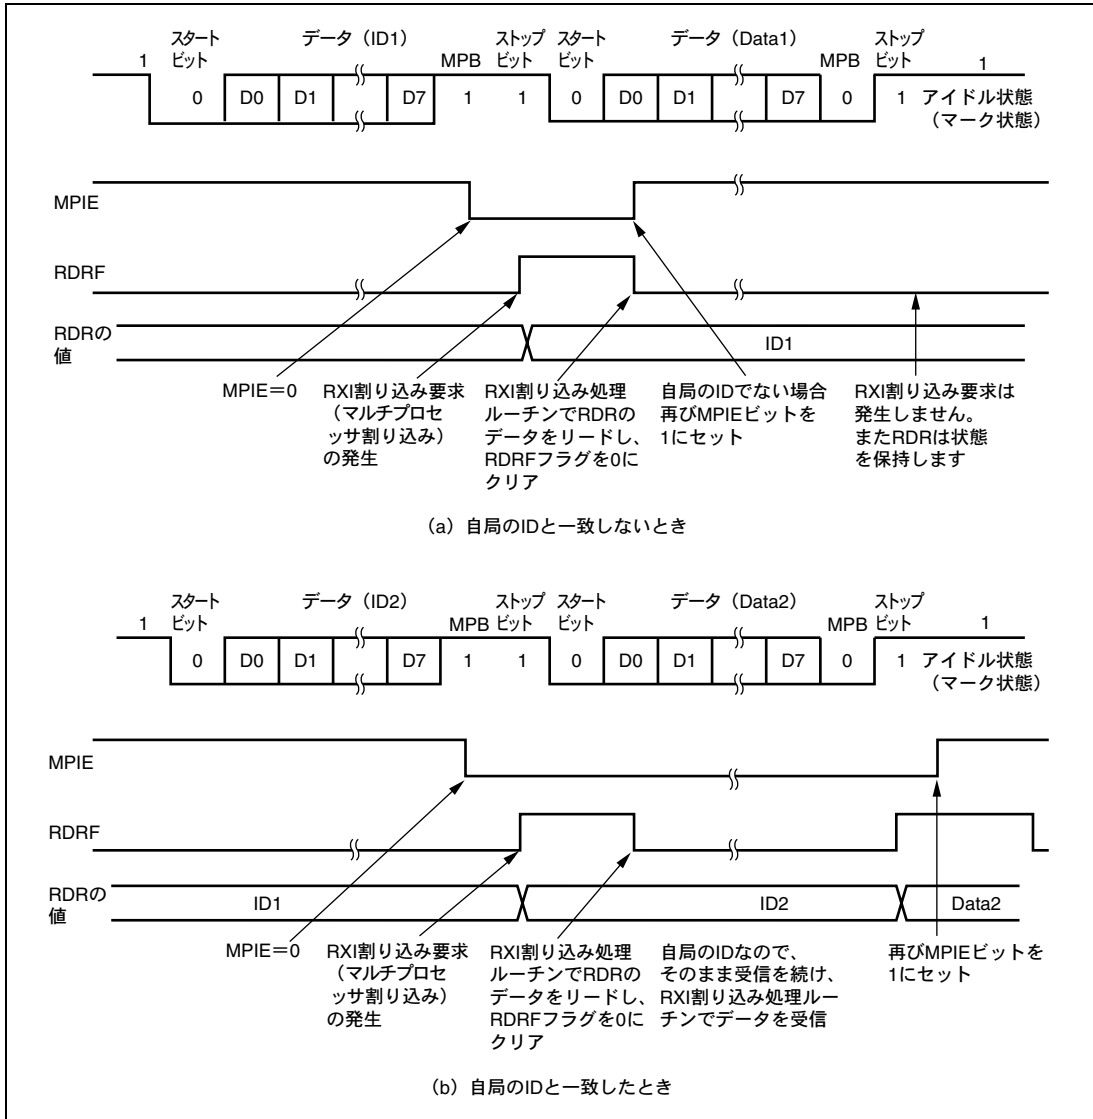 スタート
ビット
データ（ID1）
ストップ
ビット
スタート
ビット
データ（Data1）
ストップ
ビット
1
MPB
MPB
1
0 D0 D1 D7 1 1 0 D0 D1 D7 0 1 アイドル状態
（マーク状態）
MPIE
RDRF
RDRの
値
ID1
MPIE＝0
RXI割り込み要求
（マルチプロセ
ッサ割り込み）
の発生
RXI割り込み処理
ルーチンでRDRの
データをリードし、
RDRFフラグを0に
クリア
自局のIDでない場合
再びMPIEビットを
1にセット
RXI割り込み要求は
発生しません。
またRDRは状態
を保持します
（a）自局のIDと一致しないとき
スタート
ビット
データ（ID2）
ストップ
ビット
スタート
ビット
データ（Data2）
ストップ
ビット
1
MPB
MPB
1
0 D0 D1 D7 1 1 0 D0 D1 D7 0 1 アイドル状態
（マーク状態）
MPIE
RDRF
RDRの
値
ID1 ID2 Data2
MPIE＝0
RXI割り込み要求
（マルチプロセ
ッサ割り込み）
の発生
RXI割り込み処理
ルーチンでRDRの
データをリードし、
RDRFフラグを0に
クリア
自局のIDなので、
そのまま受信を続け、
RXI割り込み処理ルー
チンでデータを受信
再びMPIEビットを
1にセット
（b）自局のIDと一致したとき